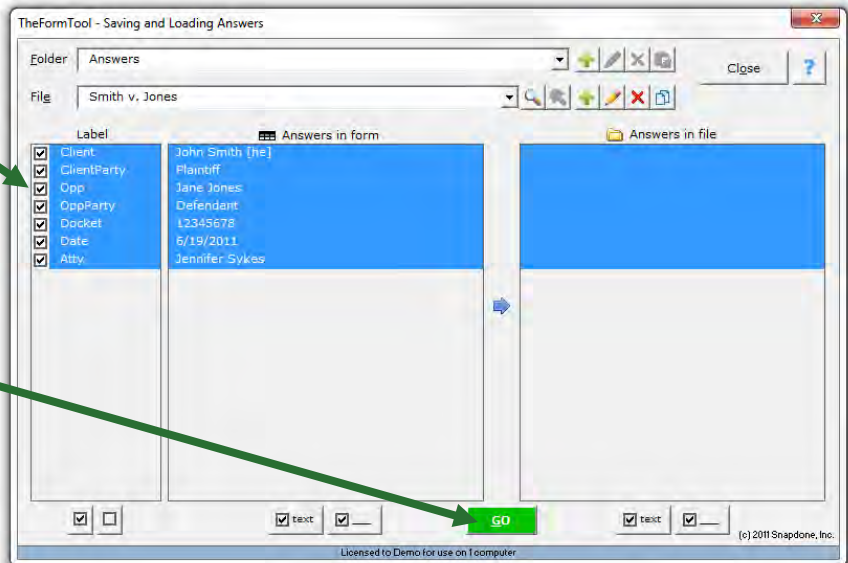 TheFormTool - Saving and Loading Answers
Folder Answers
Close ?
File Smith v. Jones
Label Answers in form Answers in file
Client John Smith [he]
ClientParty Plaintiff
Opp Jane Jones
OppParty Defendant
Docket 12345678
Date 6/19/2011
Atty. Jennifer Sykes
text __ GO text __
(c) 2011 Snapdone, Inc.
Licensed to Demo for use on 1 computer